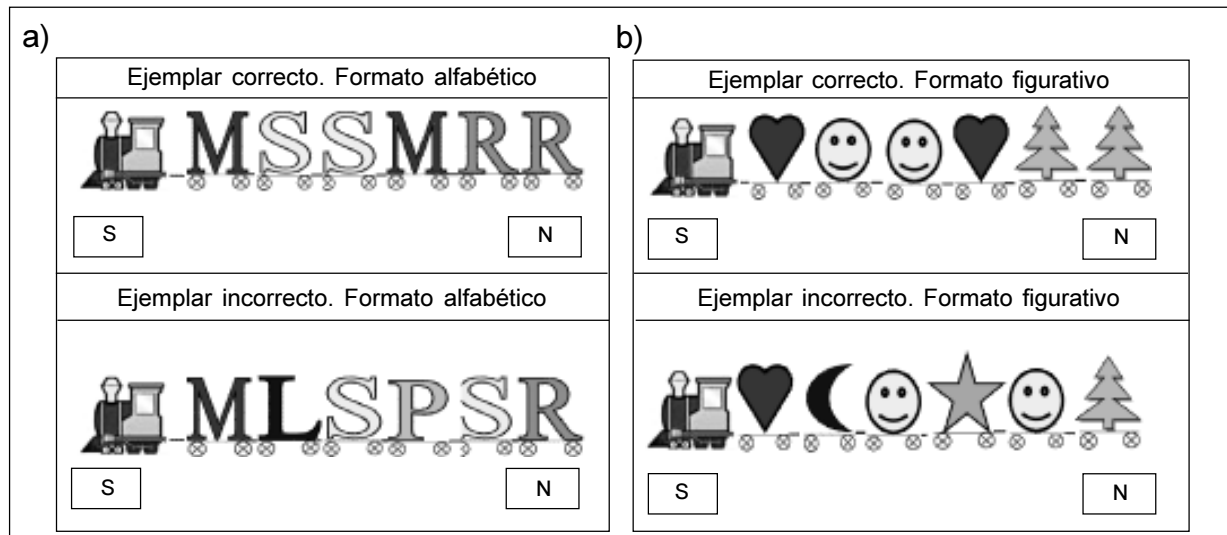 a)
Ejemplar correcto. Formato alfabético
MSSMRR
S N
Ejemplar incorrecto. Formato alfabético
MLSPSR
S N
b)
Ejemplar correcto. Formato figurativo
S N
Ejemplar incorrecto. Formato figurativo
S N